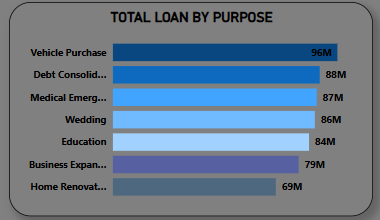 TOTAL LOAN BY PURPOSE
Vehicle Purchase 96M
Debt Consolid... 88M
Medical Emerg... 87M
Wedding 86M
Education 84M
Business Expan... 79M
Home Renovat... 69M